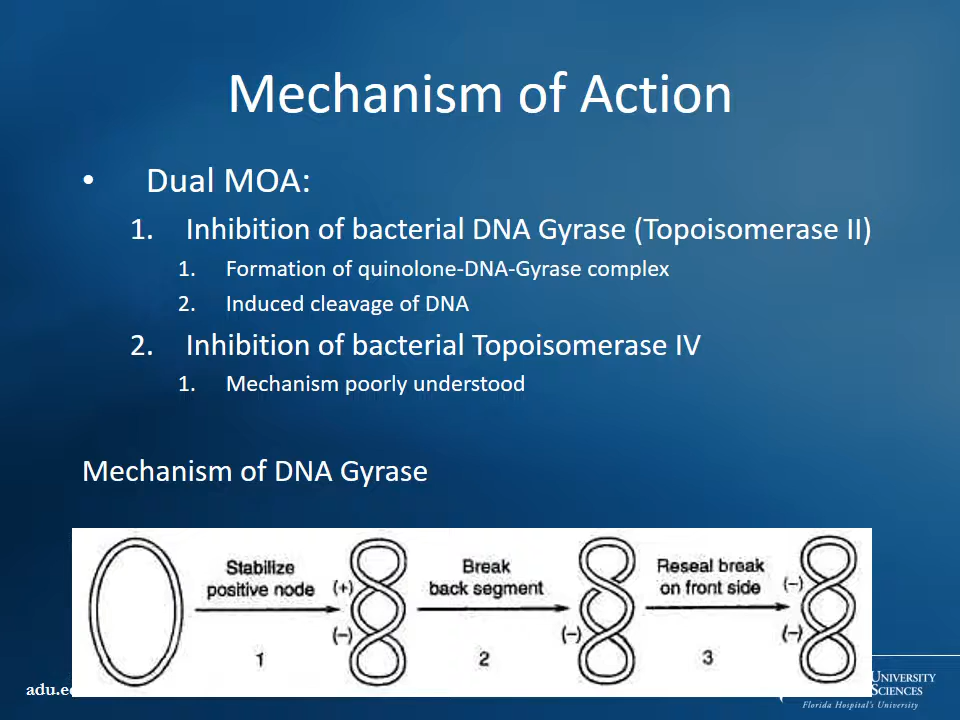 Mechanism of Action
• Dual MOA:
1. Inhibition of bacterial DNA Gyrase (Topoisomerase II)
1. Formation of quinolone-DNA-Gyrase complex
2. Induced cleavage of DNA
2. Inhibition of bacterial Topoisomerase IV
1. Mechanism poorly understood
Mechanism of DNA Gyrase
Stabilize
positive node
(+)
(−)
1
Break
back segment
(−)
2
Reseal break
on front side
(−)
(−)
3
adu.e
University
Sciences
Florida Hospital's University